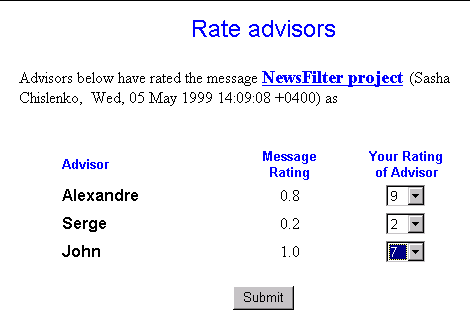 Rate advisors
Advisors below have rated the message NewsFilter project (Sasha
Chislenko, Wed, 05 May 1999 14:09:08 +0400) as
Advisor Message Rating Your Rating of Advisor
Alexandre 0.8 9
Serge 0.2 2
John 1.0 7
Submit